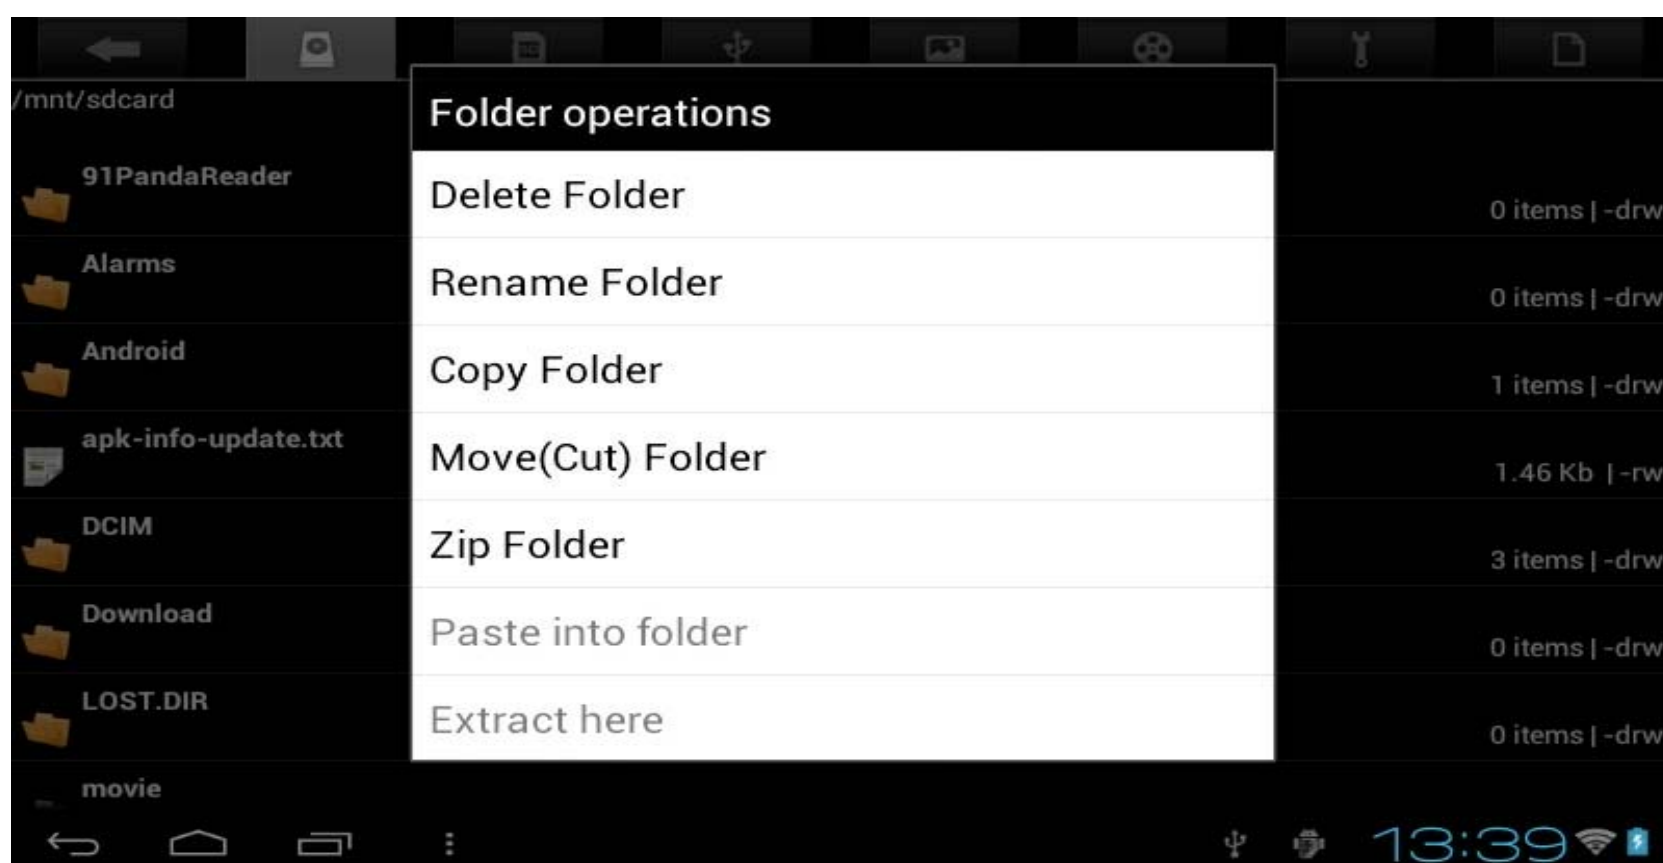 /mnt/sdcard
Folder operations
91PandaReader
Delete Folder
0 items | -drw
Alarms
Rename Folder
0 items | -drw
Android
Copy Folder
1 items | -drw
apk-info-update.txt
Move(Cut) Folder
1.46 Kb | -rw
DCIM
Zip Folder
3 items | -drw
Download
Paste into folder
0 items | -drw
LOST.DIR
Extract here
0 items | -drw
movie
13:39